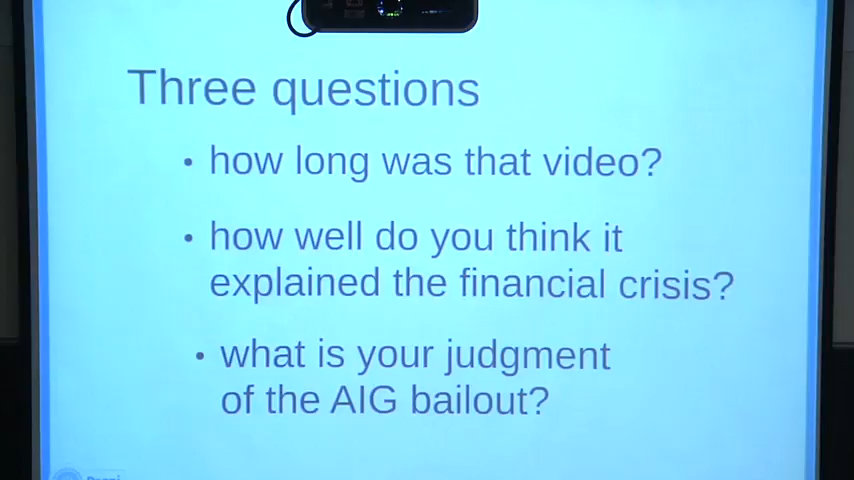 Three questions
• how long was that video?
• how well do you think it
explained the financial crisis?
• what is your judgment
of the AIG bailout?